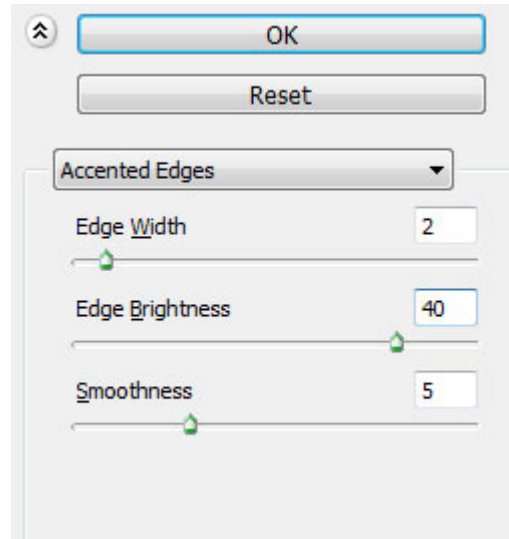 OK
Reset
Accented Edges
Edge Width 2
Edge Brightness 40
Smoothness 5